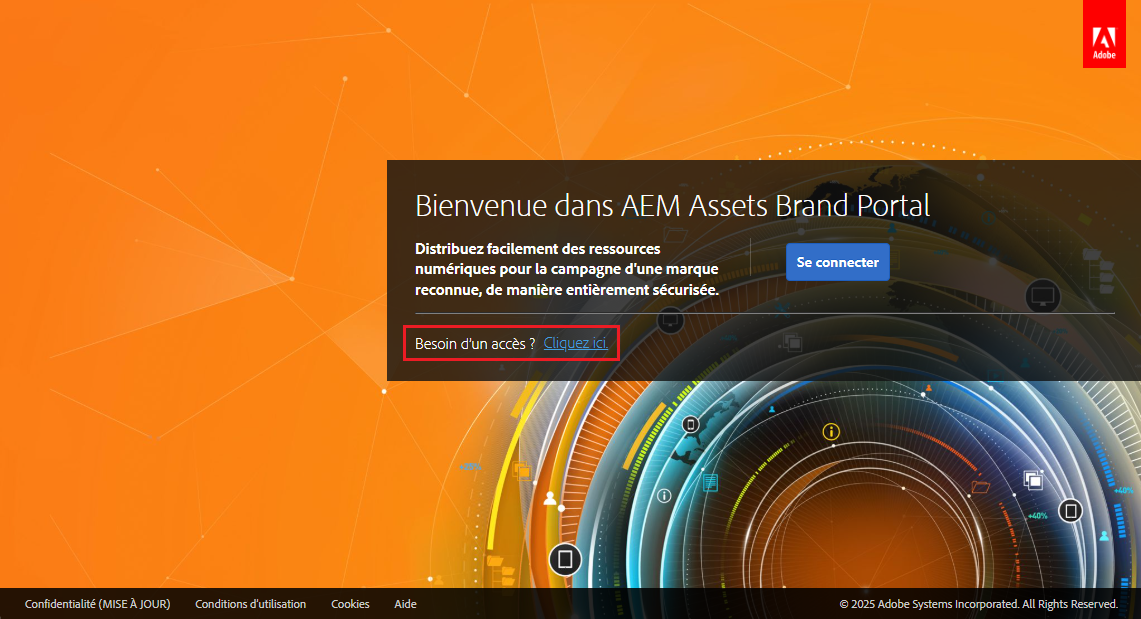 Adobe
Bienvenue dans AEM Assets Brand Portal
Distribuez facilement des ressources
numériques pour la campagne d'une marque
reconnue, de manière entièrement sécurisée.
Se connecter
Besoin d'un accès ? Cliquez ici.
+40%
+40%
Confidentialité (MISE À JOUR) Conditions d'utilisation Cookies Aide © 2025 Adobe Systems Incorporated. All Rights Reserved.